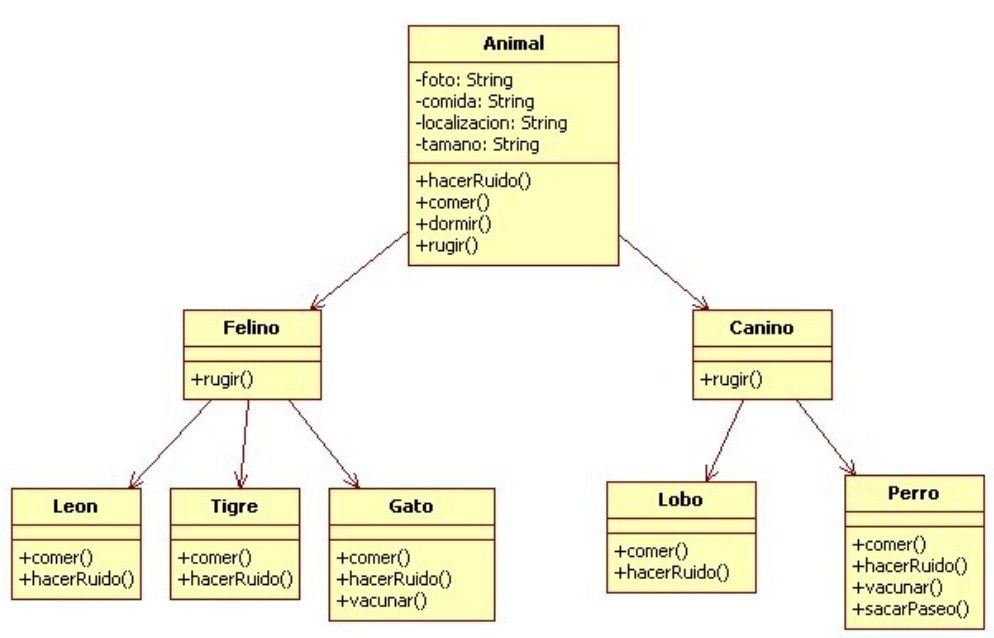 Animal
-foto: String
-comida: String
-localizacion: String
-tamano: String
+hacerRuido()
+comer()
+dormir()
+rugir()
Felino
+rugir()
Canino
+rugir()
Leon
+comer()
+hacerRuido()
Tigre
+comer()
+hacerRuido()
Gato
+comer()
+hacerRuido()
+vacunar()
Lobo
+comer()
+hacerRuido()
Perro
+comer()
+hacerRuido()
+vacunar()
+sacarPaseo()